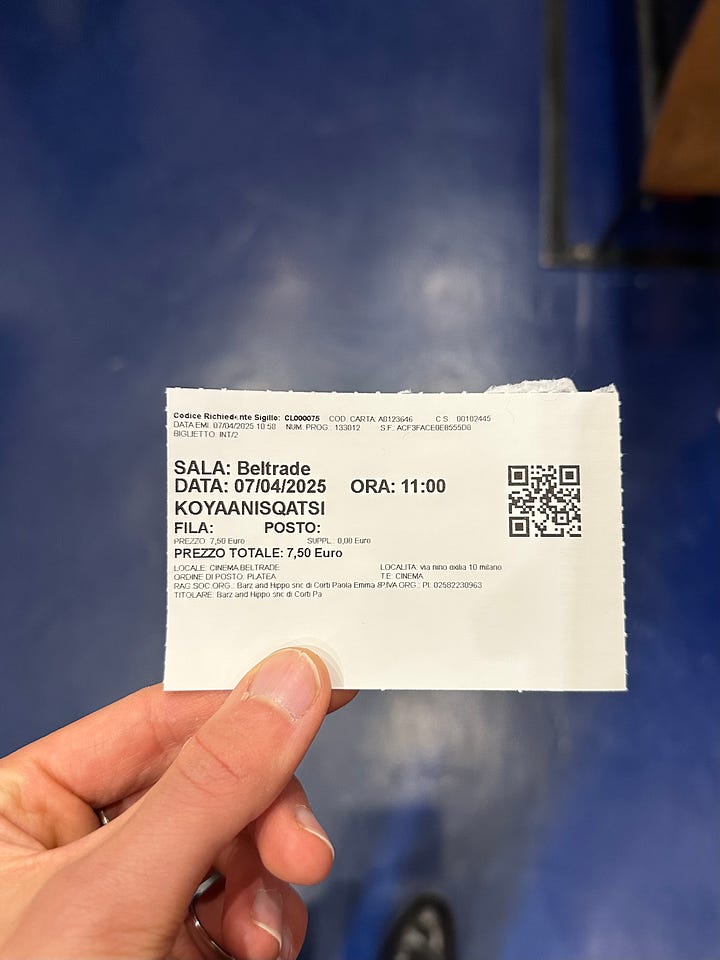 Codice Richiedente Sigillo: CL000075 COD. CARTA: A0123646 C.S. 00102445
DATA EMI. 07/04/2025 10:58 NUM. PROG.: 133012 S.F. ACF3FACE0E8555D0
BIGLIETTO: INT/2
SALA: Beltrade
DATA: 07/04/2025 ORA: 11:00
KOYAANISQATSI
FILA: POSTO:
PREZZO 7,50 Euro SUPPL.: 0,00 Euro
PREZZO TOTALE: 7,50 Euro
LOCALE: CINEMA BELTRADE LOCALITA: via nino oxilia 10 milano
ORDINE DI POSTO: PLATEA T.E: CINEMA
RAG.SOC.ORG.: Barz and Hippo snc di Corti Paola Emma &P.IVA ORG.: PI: 02582230963
TITOLARE: Barz and Hippo snc di Corti Pa